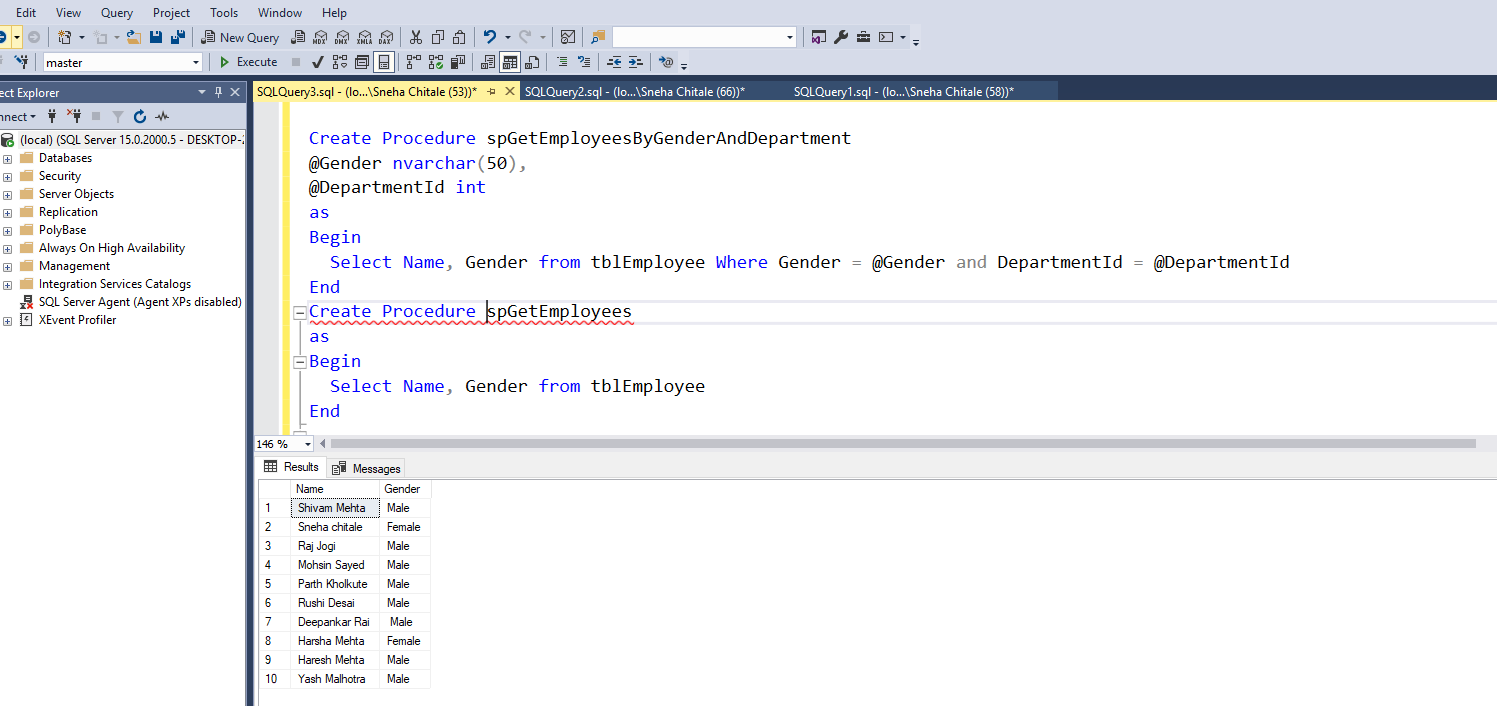 Edit View Query Project Tools Window Help
New Query MDX DMX XMLA DAX
master Execute
ect Explorer
nnect
(local) (SQL Server 15.0.2000.5 - DESKTOP-
Databases
Security
Server Objects
Replication
PolyBase
Always On High Availability
Management
Integration Services Catalogs
SQL Server Agent (Agent XPs disabled)
XEvent Profiler
SQLQuery3.sql - (lo...\Sneha Chitale (53))* SQLQuery2.sql - (lo...\Sneha Chitale (66))* SQLQuery1.sql - (lo...\Sneha Chitale (58))*
Create Procedure spGetEmployeesByGenderAndDepartment
@Gender nvarchar(50),
@DepartmentId int
as
Begin
Select Name, Gender from tblEmployee Where Gender = @Gender and DepartmentId = @DepartmentId
End
Create Procedure spGetEmployees
as
Begin
Select Name, Gender from tblEmployee
End
146 %
Results Messages
Name Gender
1 Shivam Mehta Male
2 Sneha chitale Female
3 Raj Jogi Male
4 Mohsin Sayed Male
5 Parth Kholkute Male
6 Rushi Desai Male
7 Deepankar Rai Male
8 Harsha Mehta Female
9 Haresh Mehta Male
10 Yash Malhotra Male